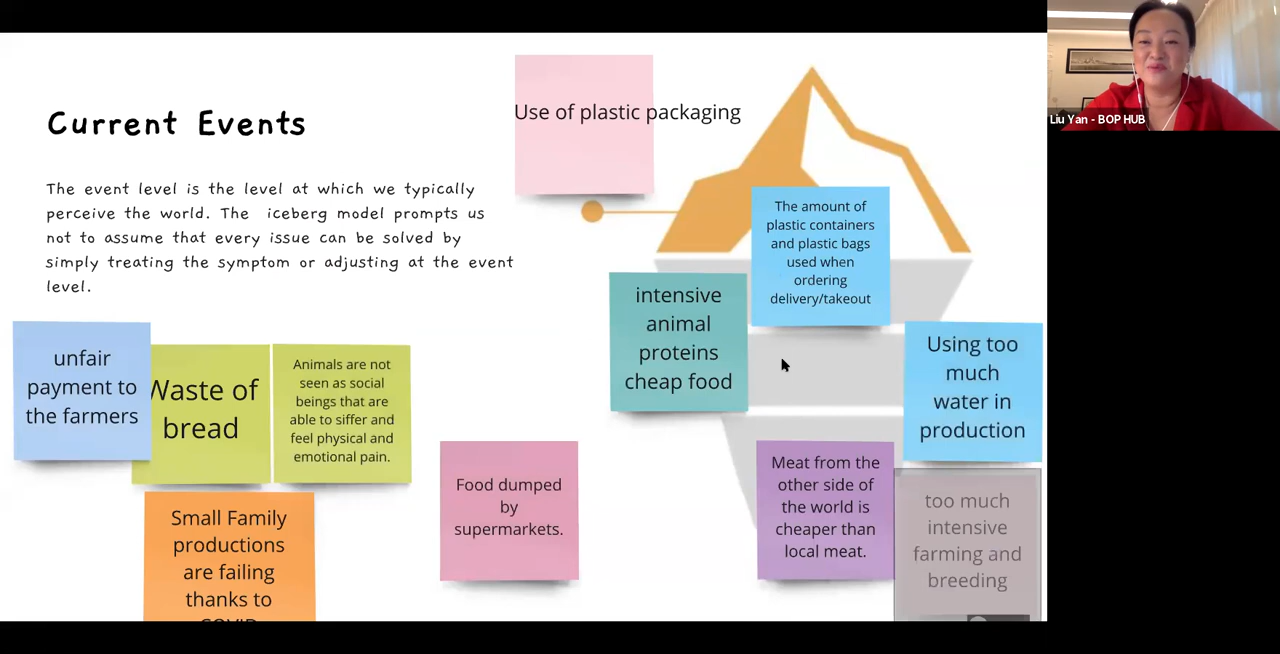 Current Events
The event level is the level at which we typically
perceive the world. The iceberg model prompts us
not to assume that every issue can be solved by
simply treating the symptom or adjusting at the event
level.
Use of plastic packaging
The amount of
plastic containers
and plastic bags
used when
ordering
delivery/takeout
intensive
animal
proteins
cheap food
Using too
much
water in
production
unfair
payment to
the farmers
Waste of
bread
Animals are not
seen as social
beings that are
able to siffer and
feel physical and
emotional pain.
Food dumped
by
supermarkets.
Meat from the
other side of
the world is
cheaper than
local meat.
too much
intensive
farming and
breeding
Small Family
productions
are failing
thanks to
COVID
Liu Yan - BOP HUB